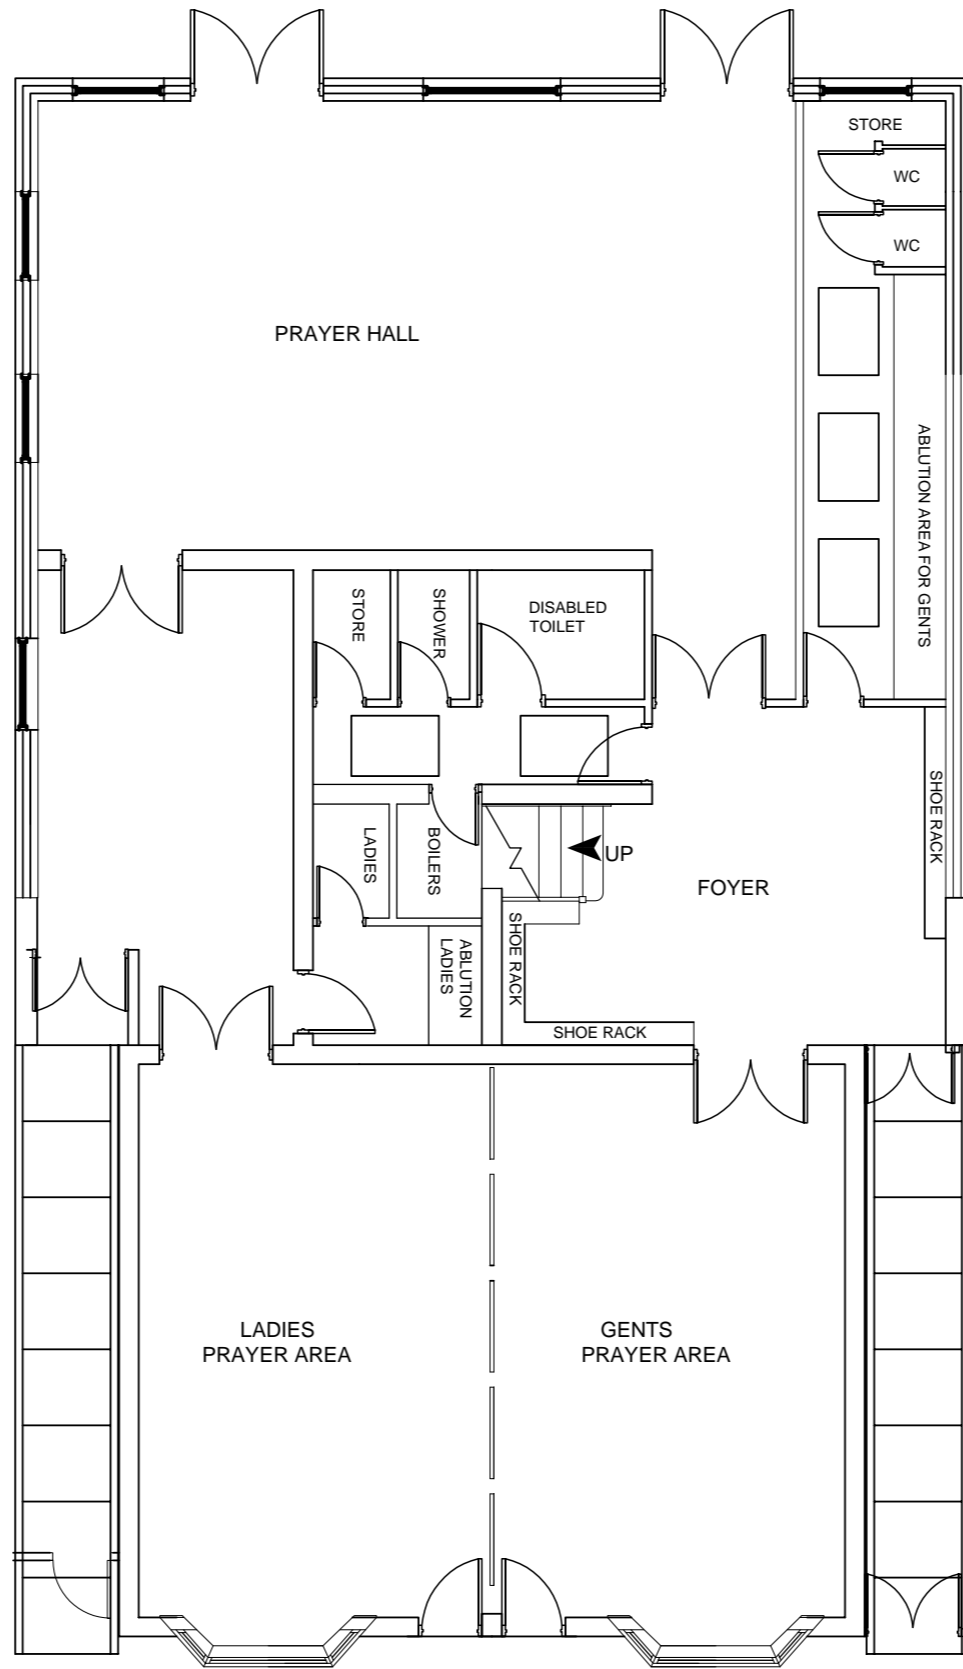 STORE
WC
WC
PRAYER HALL
ABLUTION AREA FOR GENTS
STORE
SHOWER
DISABLED
TOILET
SHOE RACK
LADIES
BOILERS
UP
FOYER
ABLUTION
LADIES
SHOE RACK
SHOE RACK
LADIES
PRAYER AREA
GENTS
PRAYER AREA